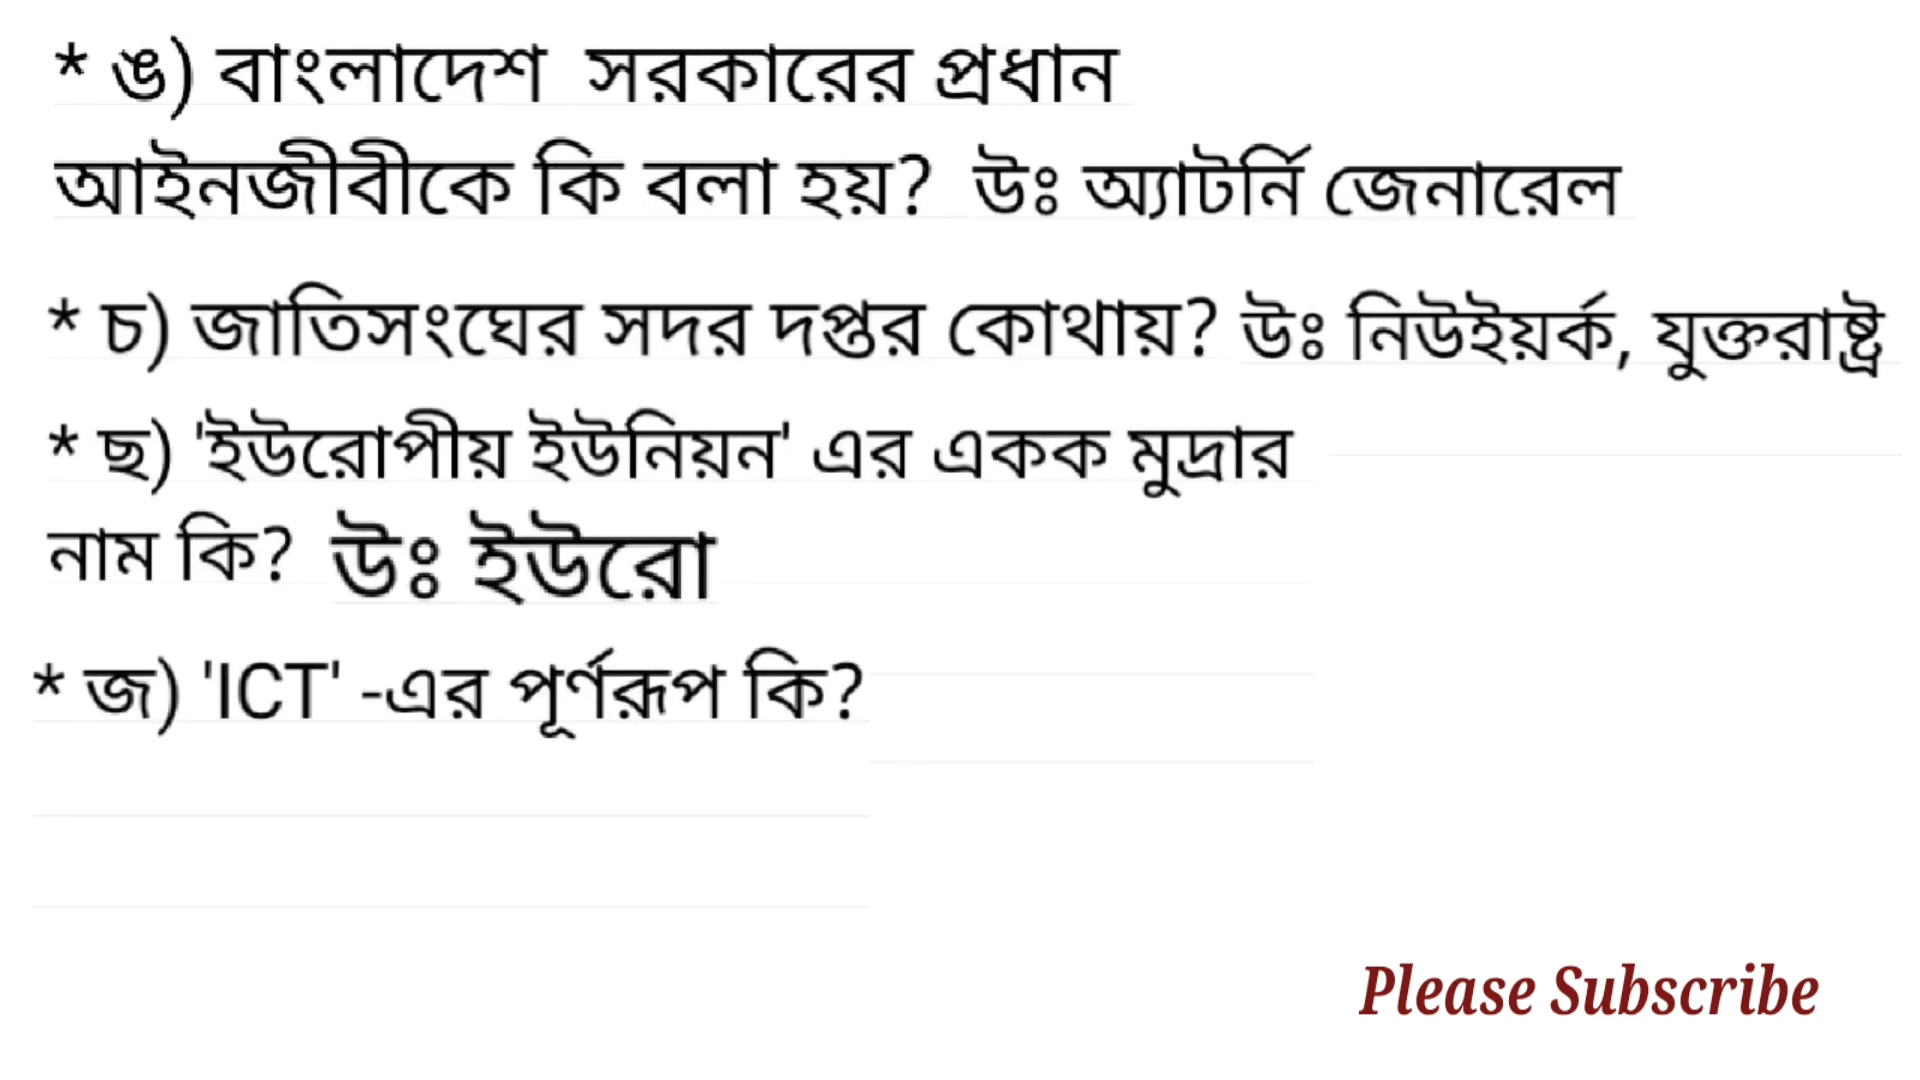 * ঙ) বাংলাদেশ সরকারের প্রধান
আইনজীবীকে কি বলা হয়? উঃ অ্যাটর্নি জেনারেল
* চ) জাতিসংঘের সদর দপ্তর কোথায়? উঃ নিউইয়র্ক, যুক্তরাষ্ট্র
* ছ) 'ইউরোপীয় ইউনিয়ন' এর একক মুদ্রার
নাম কি? উঃ ইউরো
* জ) 'ICT' -এর পূর্ণরূপ কি?
Please Subscribe